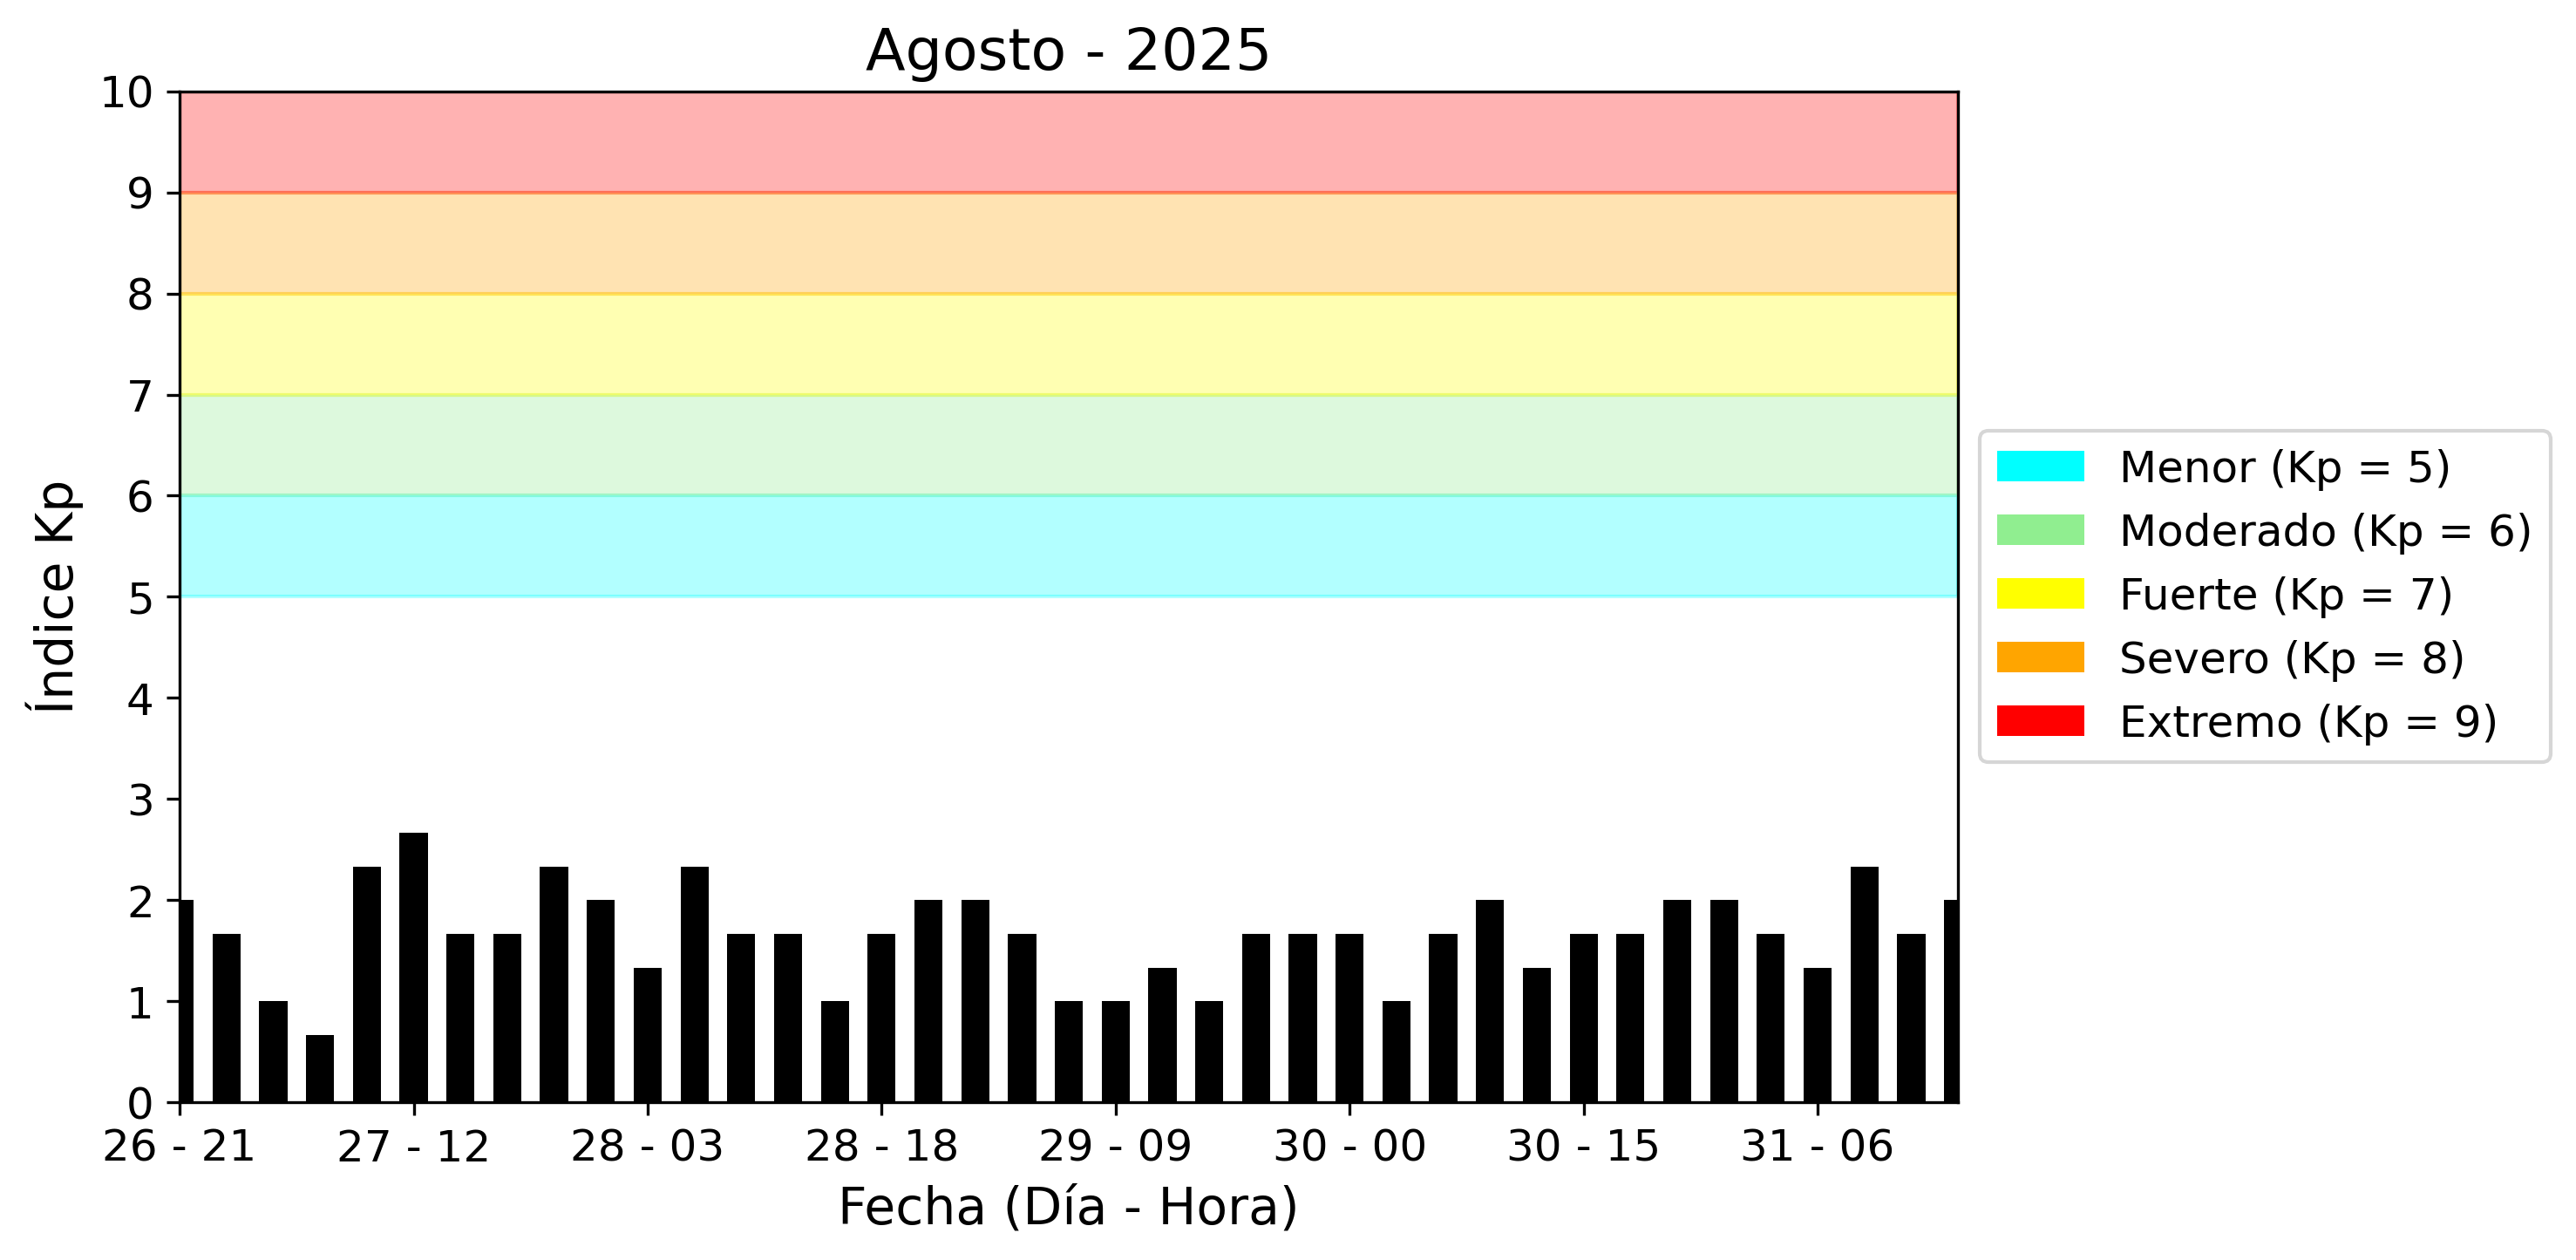 Agosto - 2025
10
9
8
7
6
5
4
3
2
1
0
Índice Kp
26 - 21
27 - 12
28 - 03
28 - 18
29 - 09
30 - 00
30 - 15
31 - 06
Fecha (Día - Hora)
Menor (Kp = 5)
Moderado (Kp = 6)
Fuerte (Kp = 7)
Severo (Kp = 8)
Extremo (Kp = 9)